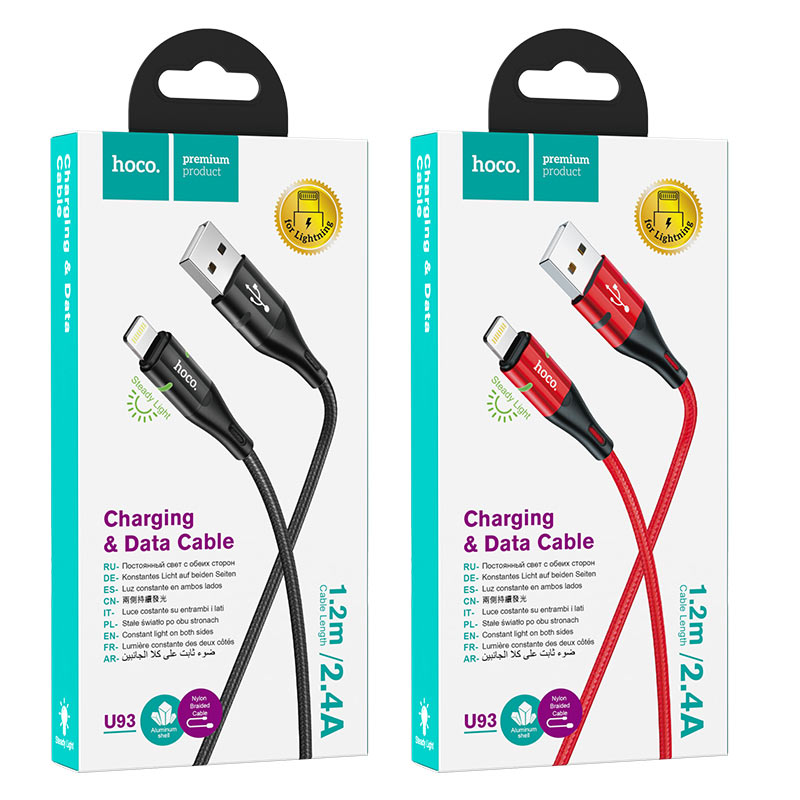 hoco.
premium
product
for Lightning
Charging & Data
Cable
hoco.
Steady Light
Charging
& Data Cable
RU- Постоянный свет с обеих сторон
DE- Konstantes Licht auf beiden Seiten
ES- Luz constante en ambos lados
CN- 兩側持續發光
IT- Luce costante su entrambi i lati
PL- Stałe światło po obu stronach
EN- Constant light on both sides
FR- Lumière constante des deux côtés
AR- ضوء ثابت على كلا الجانبين
1.2m /2.4A
Cable Length
U93
Aluminum
shell
Nylon
Braided
Cable
Steady Light
hoco.
premium
product
for Lightning
Charging & Data
Cable
hoco.
Steady Light
Charging
& Data Cable
RU- Постоянный свет с обеих сторон
DE- Konstantes Licht auf beiden Seiten
ES- Luz constante en ambos lados
CN- 兩側持續發光
IT- Luce costante su entrambi i lati
PL- Stałe światło po obu stronach
EN- Constant light on both sides
FR- Lumière constante des deux côtés
AR- ضوء ثابت على كلا الجانبين
1.2m /2.4A
Cable Length
U93
Aluminum
shell
Nylon
Braided
Cable
Steady Light